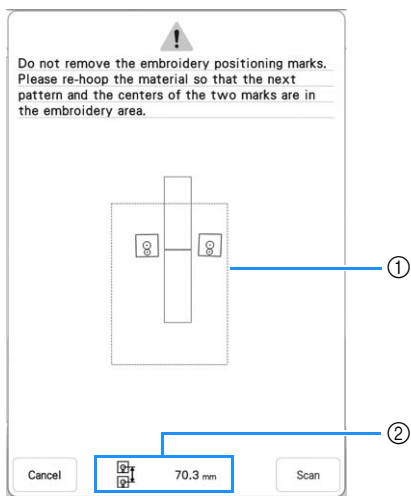 Do not remove the embroidery positioning marks.
Please re-hoop the material so that the next
pattern and the centers of the two marks are in
the embroidery area.
①
②
Cancel
70.3 mm
Scan